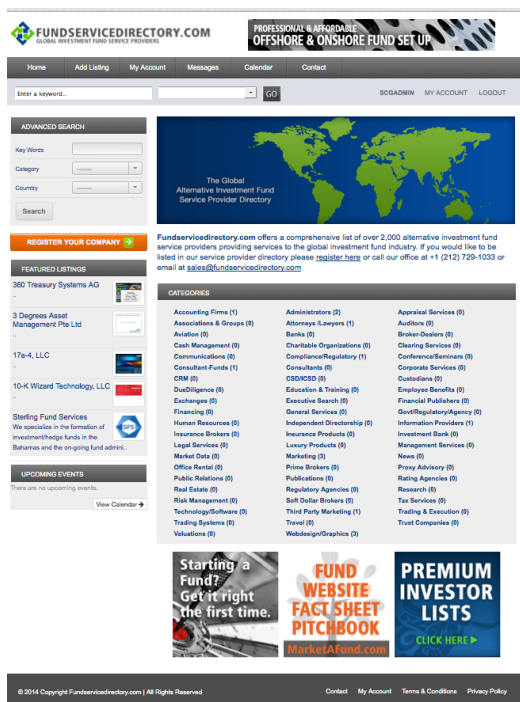 FUNDSERVICEDIRECTORY.COM
GLOBAL INVESTMENT FUND SERVICE PROVIDERS
PROFESSIONAL & AFFORDABLE
OFFSHORE & ONSHORE FUND SET UP
Home Add Listing My Account Messages Calendar Contact
Enter a keyword.. GO SCGADMIN MY ACCOUNT LOGOUT
ADVANCED SEARCH
Key Words
Category
Country
Search
REGISTER YOUR COMPANY
FEATURED LISTINGS
360 Treasury Systems AG
..
3 Degrees Asset
Management Pte Ltd
..
17a-4, LLC
..
10-K Wizard Technology, LLC
..
Sterling Fund Services
We specialize in the formation of
investment/hedge funds in the
Bahamas and the on-going fund admini..
SFS
UPCOMING EVENTS
There are no upcoming events.
View Calendar
The Global
Alternative Investment Fund
Service Provider Directory
Fundservicedirectory.com offers a comprehensive list of over 2,000 alternative investment fund
service providers providing services to the global investment fund industry. If you would like to be
listed in our service provider directory please register here or call our office at +1 (212) 729-1033 or
email at sales@fundservicedirectory.com
CATEGORIES
Accounting Firms (1) Administrators (2) Appraisal Services (0)
Associations & Groups (0) Attorneys /Lawyers (1) Auditors (0)
Aviation (0) Banks (0) Broker-Dealers (0)
Cash Management (0) Charitable Organizations (0) Clearing Services (0)
Communications (0) Compliance/Regulatory (1) Conference/Seminars (0)
Consultant-Funds (1) Consultants (0) Corporate Services (0)
CRM (0) CSD/ICSD (0) Custodians (0)
DueDiligence (0) Education & Training (0) Employee Benefits (0)
Exchanges (0) Executive Search (0) Financial Publishers (0)
Financing (0) General Services (0) Govt/Regulatory/Agency (0)
Human Resources (0) Independent Directorship (0) Information Providers (1)
Insurance Brokers (0) Insurance Products (0) Investment Bank (0)
Legal Services (0) Luxury Products (0) Management Services (0)
Market Data (0) Marketing (3) News (0)
Office Rental (0) Prime Brokers (0) Proxy Advisory (0)
Public Relations (0) Publications (0) Rating Agencies (0)
Real Estate (0) Regulatory Agencies (0) Research (0)
Risk Management (0) Soft Dollar Brokers (0) Tax Services (0)
Technology/Software (0) Third Party Marketing (1) Trading & Execution (0)
Trading Systems (0) Travel (0) Trust Companies (0)
Valuations (0) Webdesign/Graphics (3)
Starting a
Fund?
Get it right
the first time.
FUND
WEBSITE
FACT SHEET
PITCHBOOK
MarketAFund.com
PREMIUM
INVESTOR
LISTS
CLICK HERE
© 2014 Copyright Fundservicedirectory.com | All Rights Reserved Contact My Account Terms & Conditions Privacy Policy